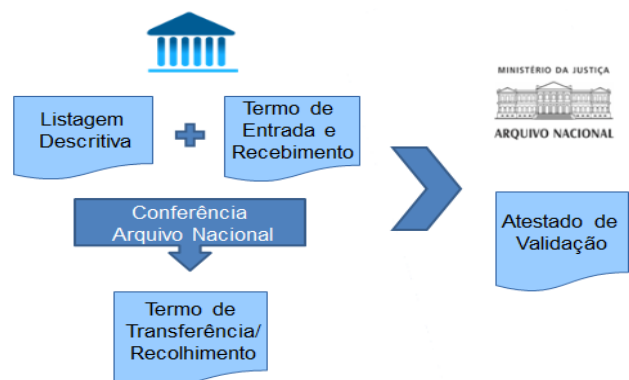 MINISTÉRIO DA JUSTIÇA
ARQUIVO NACIONAL
Listagem
Descritiva
Termo de
Entrada e
Recebimento
Conferência
Arquivo Nacional
Termo de
Transferência/
Recolhimento
Atestado de
Validação